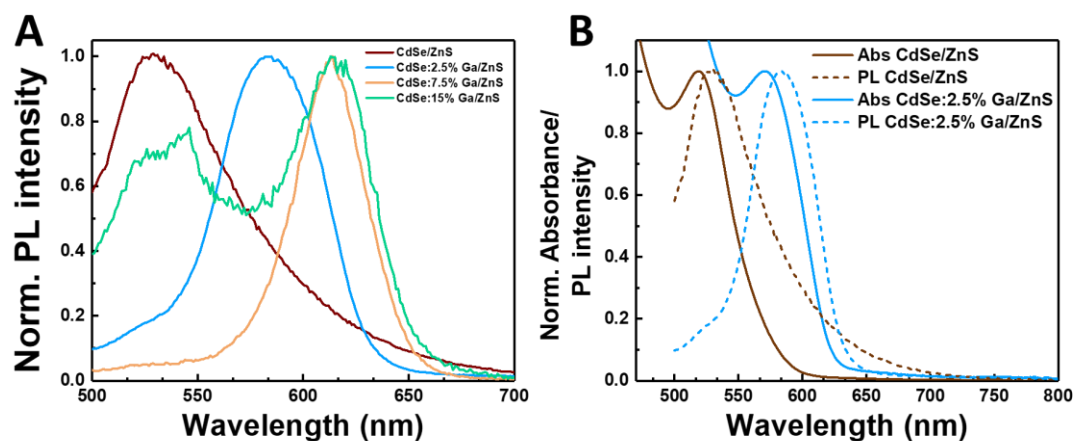 A
Norm. PL intensity
1.0
0.8
0.6
0.4
0.2
0.0
500
550
600
650
700
Wavelength (nm)
CdSe/ZnS
CdSe:2.5% Ga/ZnS
CdSe:7.5% Ga/ZnS
CdSe:15% Ga/ZnS
B
Norm. Absorbance/
PL intensity
1.0
0.8
0.6
0.4
0.2
0.0
500
550
600
650
700
750
800
Wavelength (nm)
Abs CdSe/ZnS
PL CdSe/ZnS
Abs CdSe:2.5% Ga/ZnS
PL CdSe:2.5% Ga/ZnS